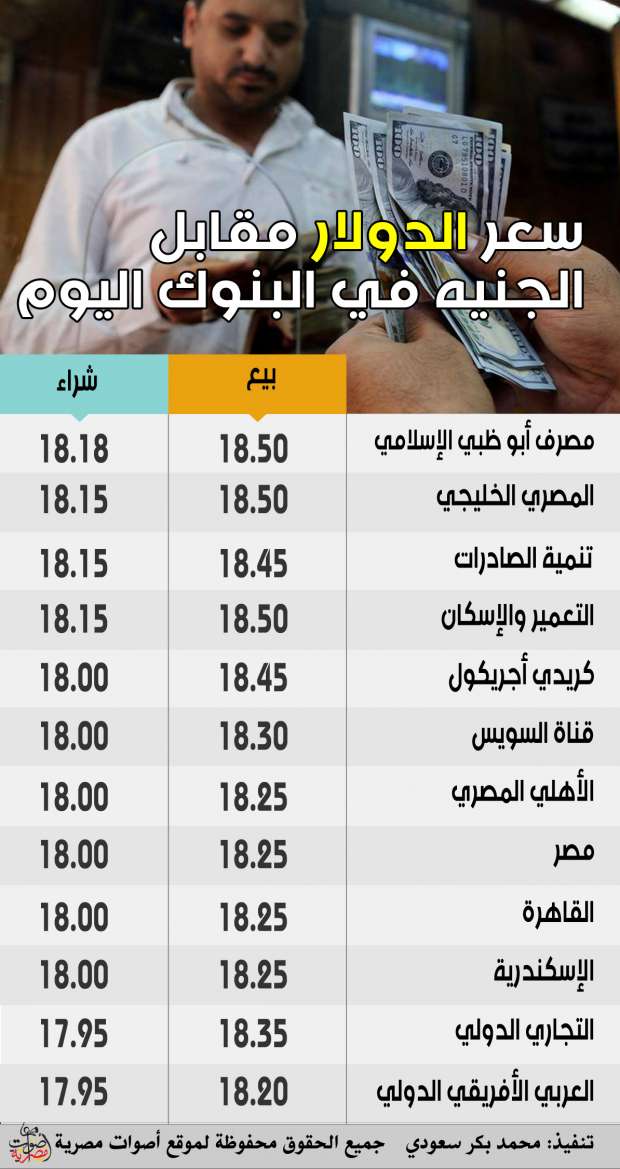 سعر الدولار مقابل
الجنيه في البنوك اليوم
بيع شراء
مصرف أبو ظبي الإسلامي 18.50 18.18
المصري الخليجي 18.50 18.15
تنمية الصادرات 18.45 18.15
التعمير والإسكان 18.50 18.15
كريدي أجريكول 18.45 18.00
قناة السويس 18.30 18.00
الأهلي المصري 18.25 18.00
مصر 18.25 18.00
القاهرة 18.25 18.00
الإسكندرية 18.25 18.00
التجاري الدولي 18.35 17.95
العربي الأفريقي الدولي 18.20 17.95
تنفيذ: محمد بكر سعودي جميع الحقوق محفوظة لموقع أصوات مصرية
أصوات مصرية